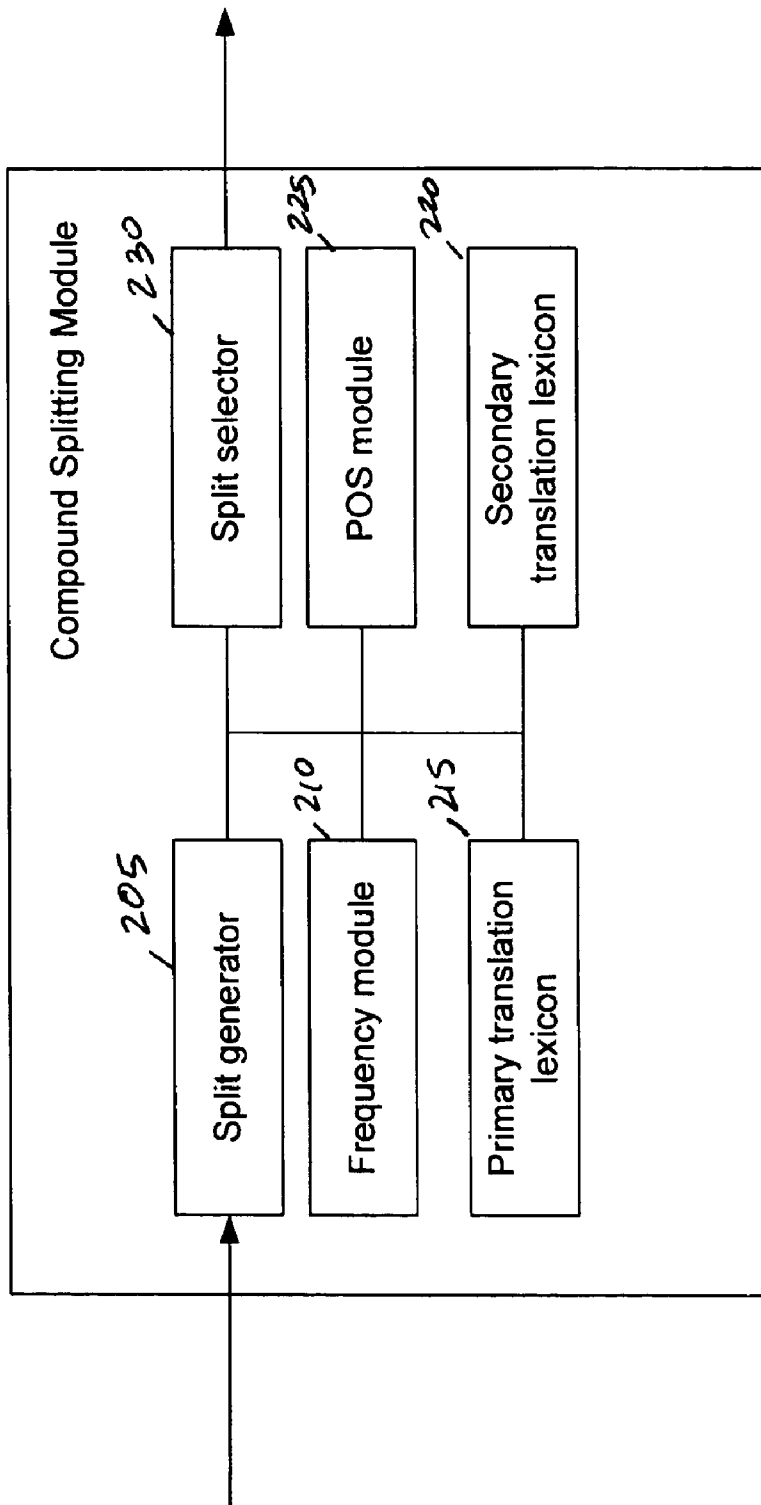 Compound Splitting Module
205
Split generator
230
Split selector
210
Frequency module
225
POS module
215
Primary translation
lexicon
220
Secondary
translation lexicon